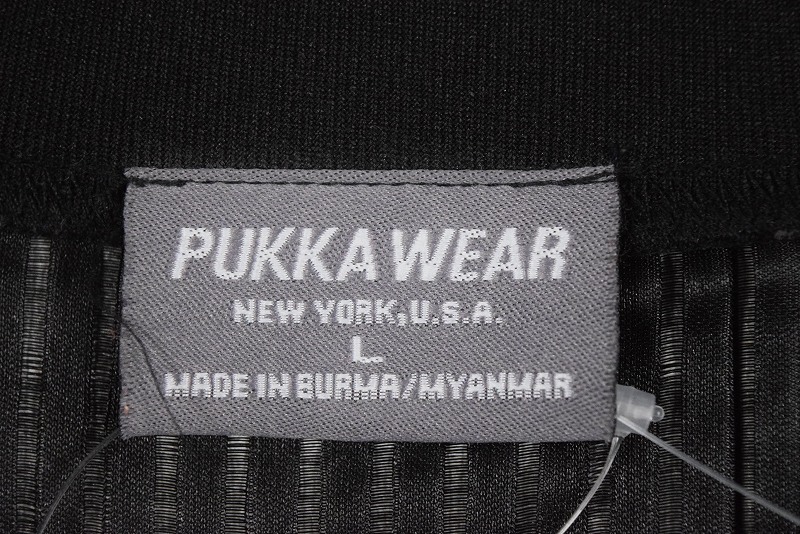 PUKKA WEAR
NEW YORK, U.S.A.
L
MADE IN BURMA/MYANMAR